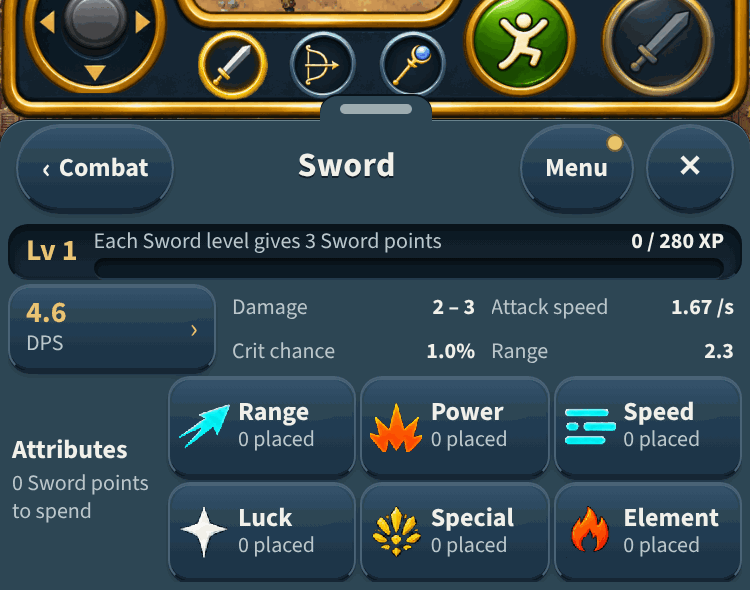 ‹ Combat
Sword
Menu
✕
Lv 1
Each Sword level gives 3 Sword points
0 / 280 XP
4.6
DPS
›
Damage 2 – 3
Attack speed 1.67 /s
Crit chance 1.0%
Range 2.3
Attributes
0 Sword points
to spend
Range
0 placed
Power
0 placed
Speed
0 placed
Luck
0 placed
Special
0 placed
Element
0 placed